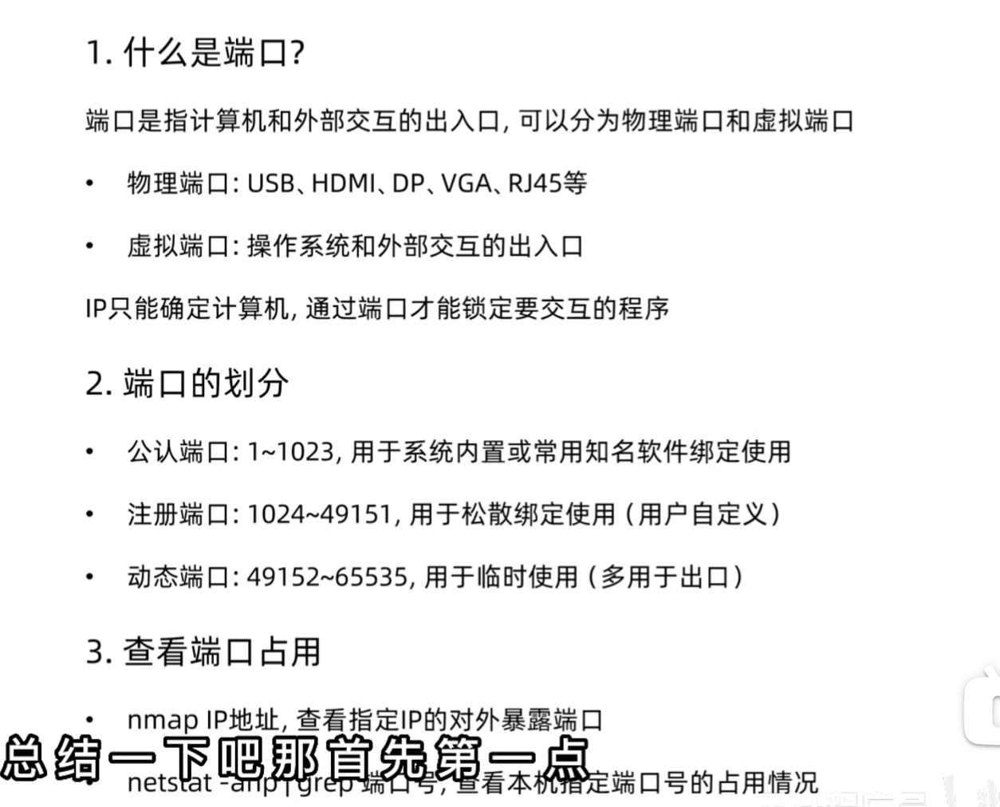 1. 什么是端口?
端口是指计算机和外部交互的出入口, 可以分为物理端口和虚拟端口
• 物理端口: USB、HDMI、DP、VGA、RJ45等
• 虚拟端口: 操作系统和外部交互的出入口
IP只能确定计算机, 通过端口才能锁定要交互的程序
2. 端口的划分
• 公认端口: 1~1023, 用于系统内置或常用知名软件绑定使用
• 注册端口: 1024~49151, 用于松散绑定使用 (用户自定义)
• 动态端口: 49152~65535, 用于临时使用 (多用于出口)
3. 查看端口占用
• nmap IP地址, 查看指定IP的对外暴露端口
总结一下吧那首先第一点
• netstat -anp | grep 端口号, 查看本机指定端口号的占用情况